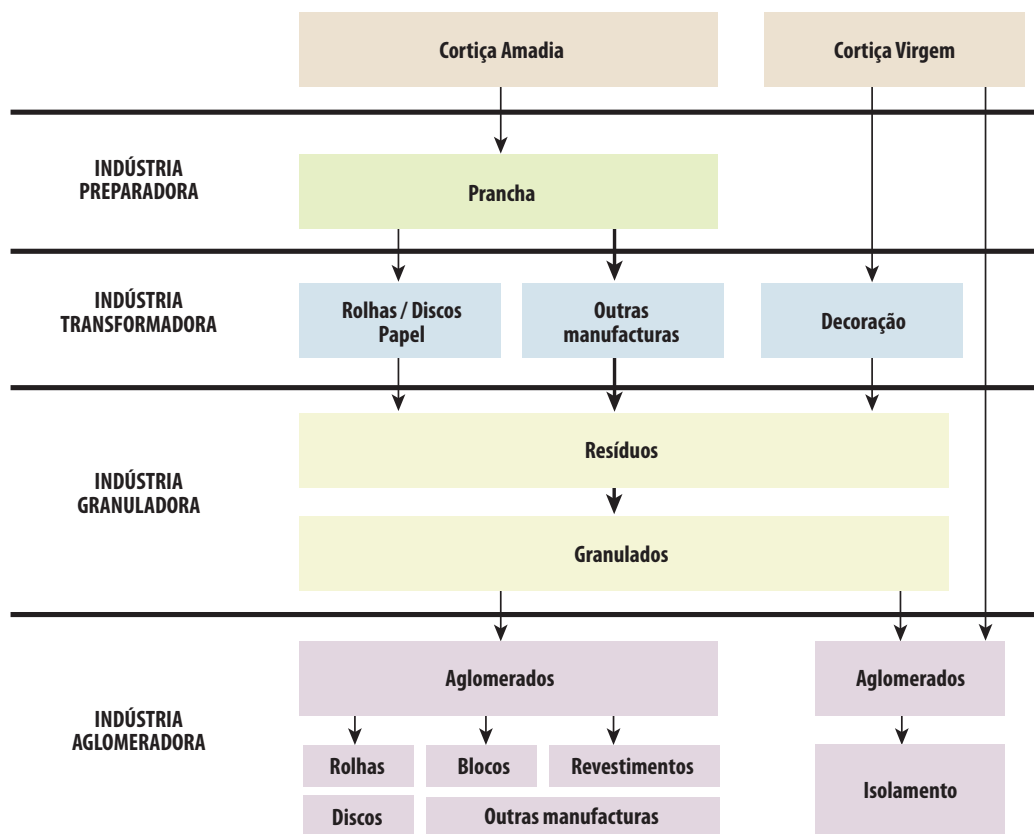 Cortiça Amadia
Cortiça Virgem
INDÚSTRIA
PREPARADORA
Prancha
INDÚSTRIA
TRANSFORMADORA
Rolhas / Discos
Papel
Outras
manufacturas
Decoração
INDÚSTRIA
GRANULADORA
Resíduos
Granulados
INDÚSTRIA
AGLOMERADORA
Aglomerados
Aglomerados
Rolhas
Blocos
Revestimentos
Isolamento
Discos
Outras manufacturas